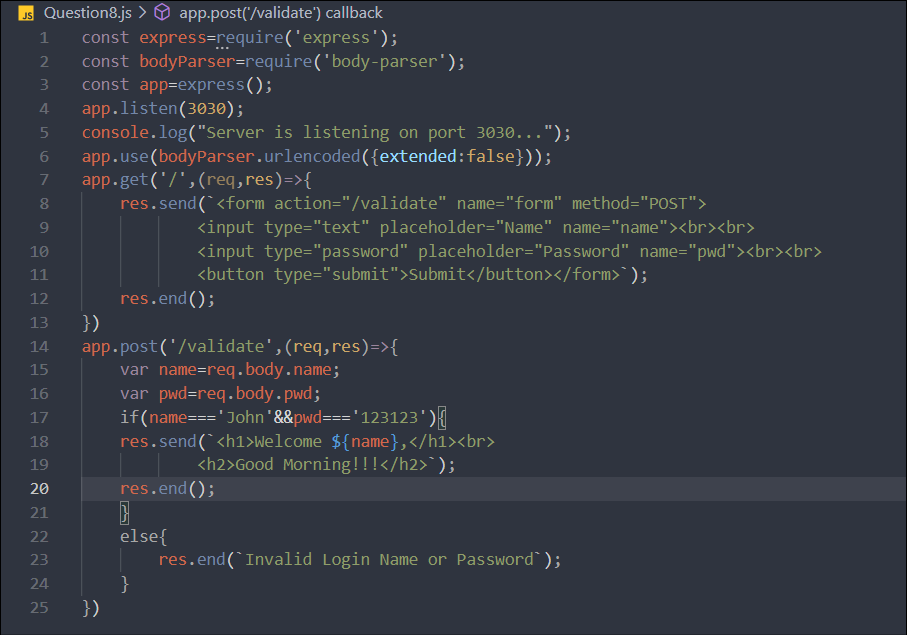 JS Question8.js > app.post('/validate') callback
1 const express=require('express');
2 const bodyParser=require('body-parser');
3 const app=express();
4 app.listen(3030);
5 console.log("Server is listening on port 3030...");
6 app.use(bodyParser.urlencoded({extended:false}));
7 app.get('/',(req,res)=>{
8     res.send(`<form action="/validate" name="form" method="POST">
9             <input type="text" placeholder="Name" name="name"><br><br>
10             <input type="password" placeholder="Password" name="pwd"><br><br>
11             <button type="submit">Submit</button></form>`);
12     res.end();
13 })
14 app.post('/validate',(req,res)=>{
15     var name=req.body.name;
16     var pwd=req.body.pwd;
17     if(name==='John'&&pwd==='123123'){
18     res.send(`<h1>Welcome ${name},</h1><br>
19             <h2>Good Morning!!!</h2>`);
20     res.end();
21     }
22     else{
23         res.end(`Invalid Login Name or Password`);
24     }
25 })